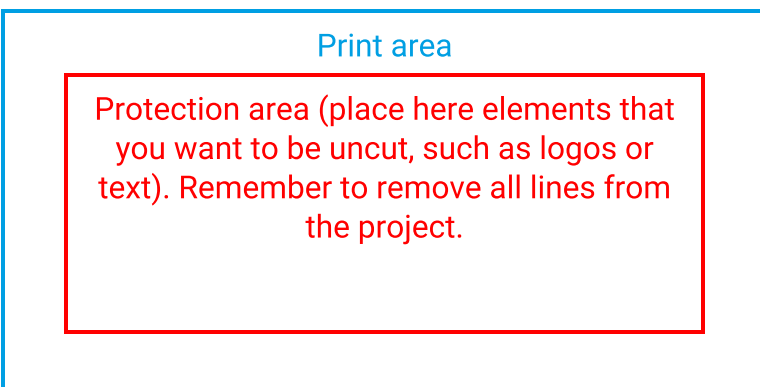 Print area
Protection area (place here elements that
you want to be uncut, such as logos or
text). Remember to remove all lines from
the project.